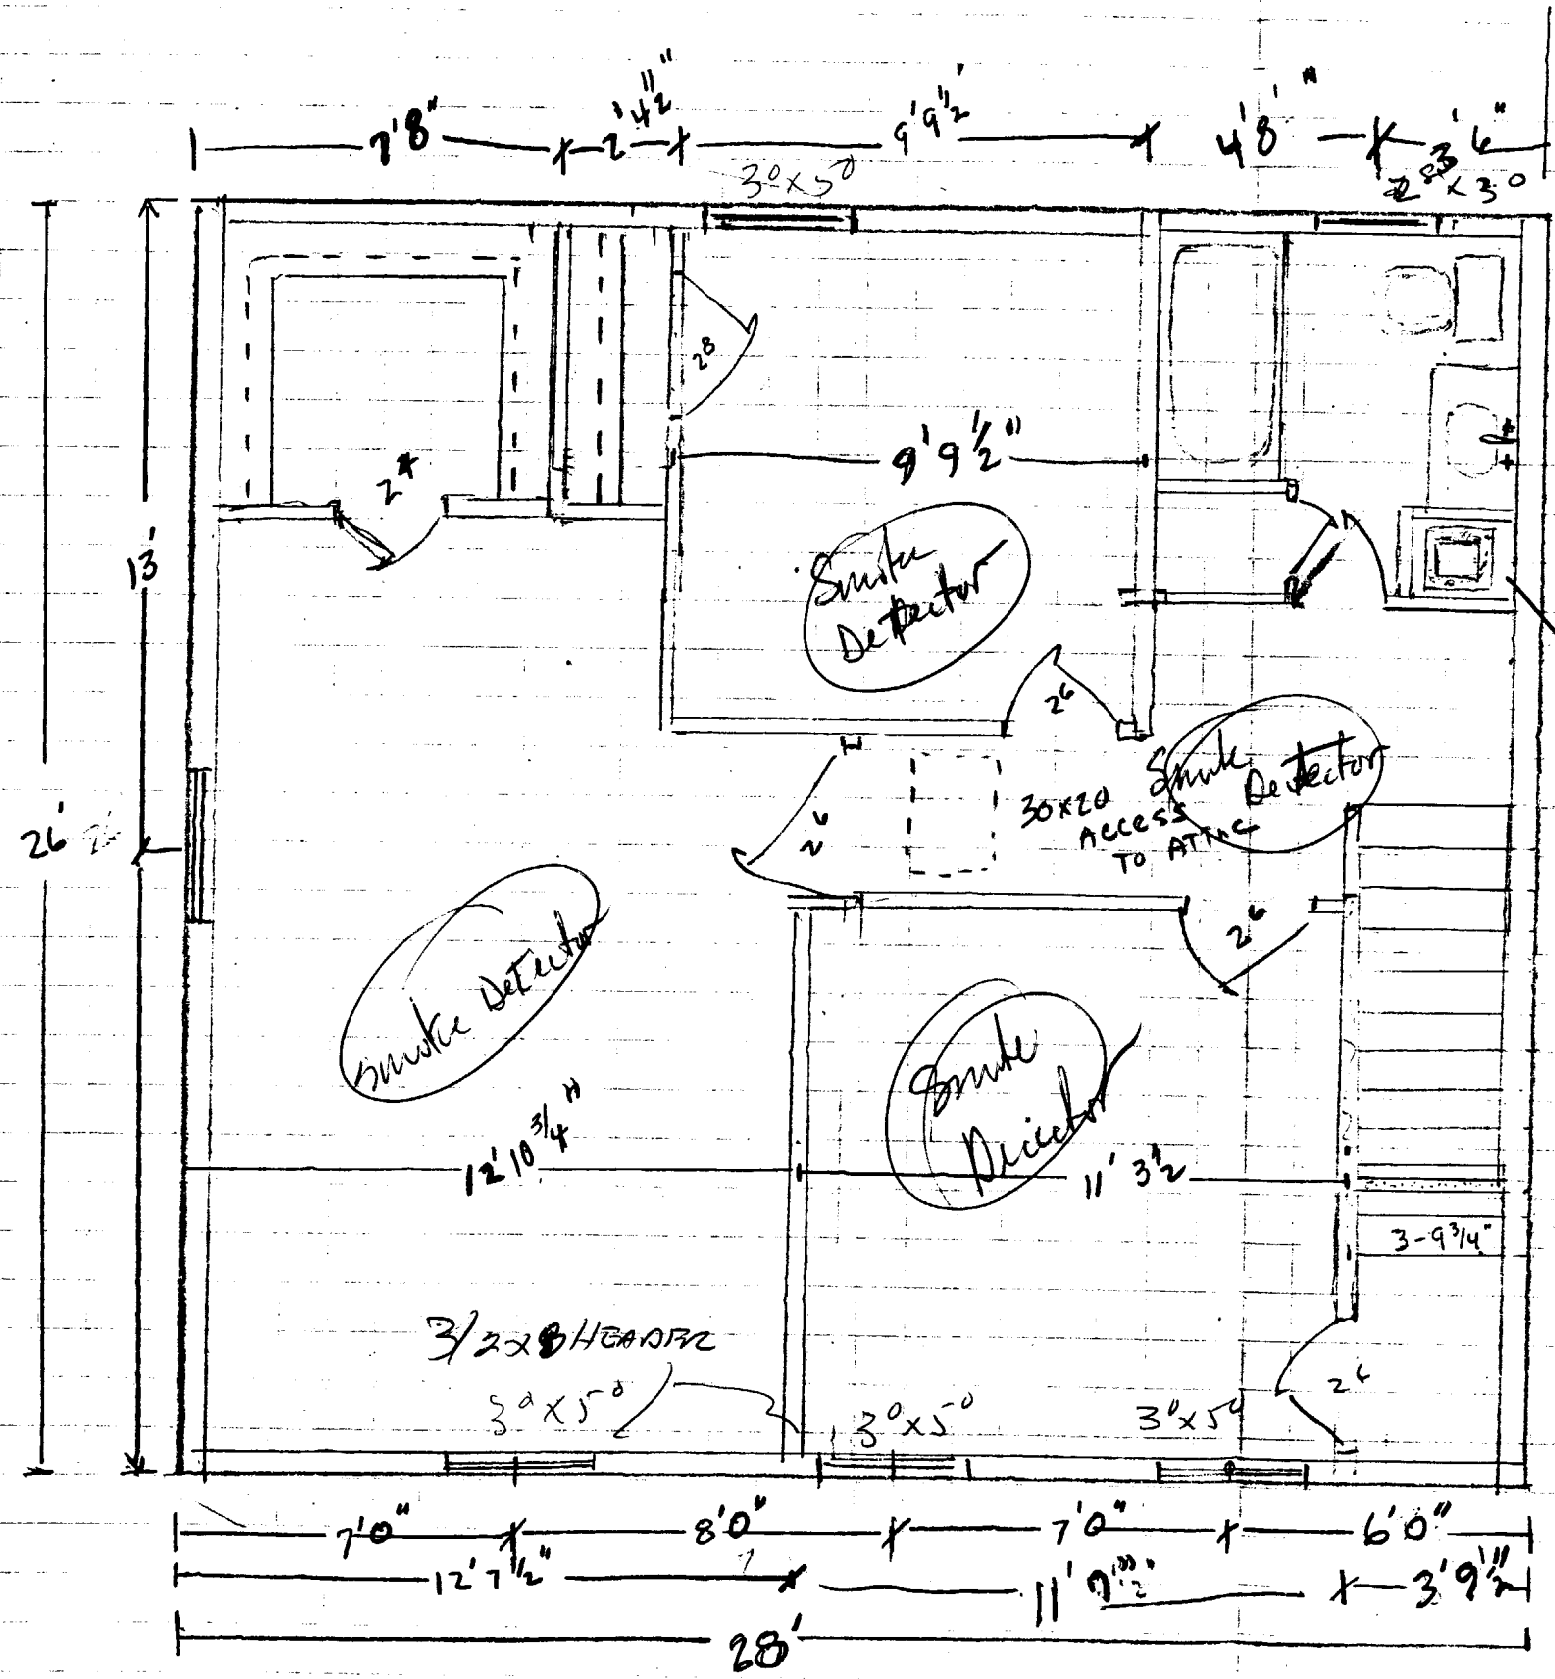 7'8"
2'4½"
9'9½'
4'8"
3'6"
3⁰x5⁰
x3⁰
2⁸
2⁴
9'9½"
13'
Smoke
Detector
2⁶
26'
30x20
ACCESS
TO ATTIC
Smoke
Detector
2⁶
2⁶
Smoke Detector
Smoke
Detector
12'10¾"
11' 3½
3-9¾"
3/2x8 HEADER
2⁶
3⁰x5⁰
3⁰x5⁰
3⁰x5⁰
7'0"
8'0"
7'0"
6'0"
12'7½"
11'
3'9½"
28'